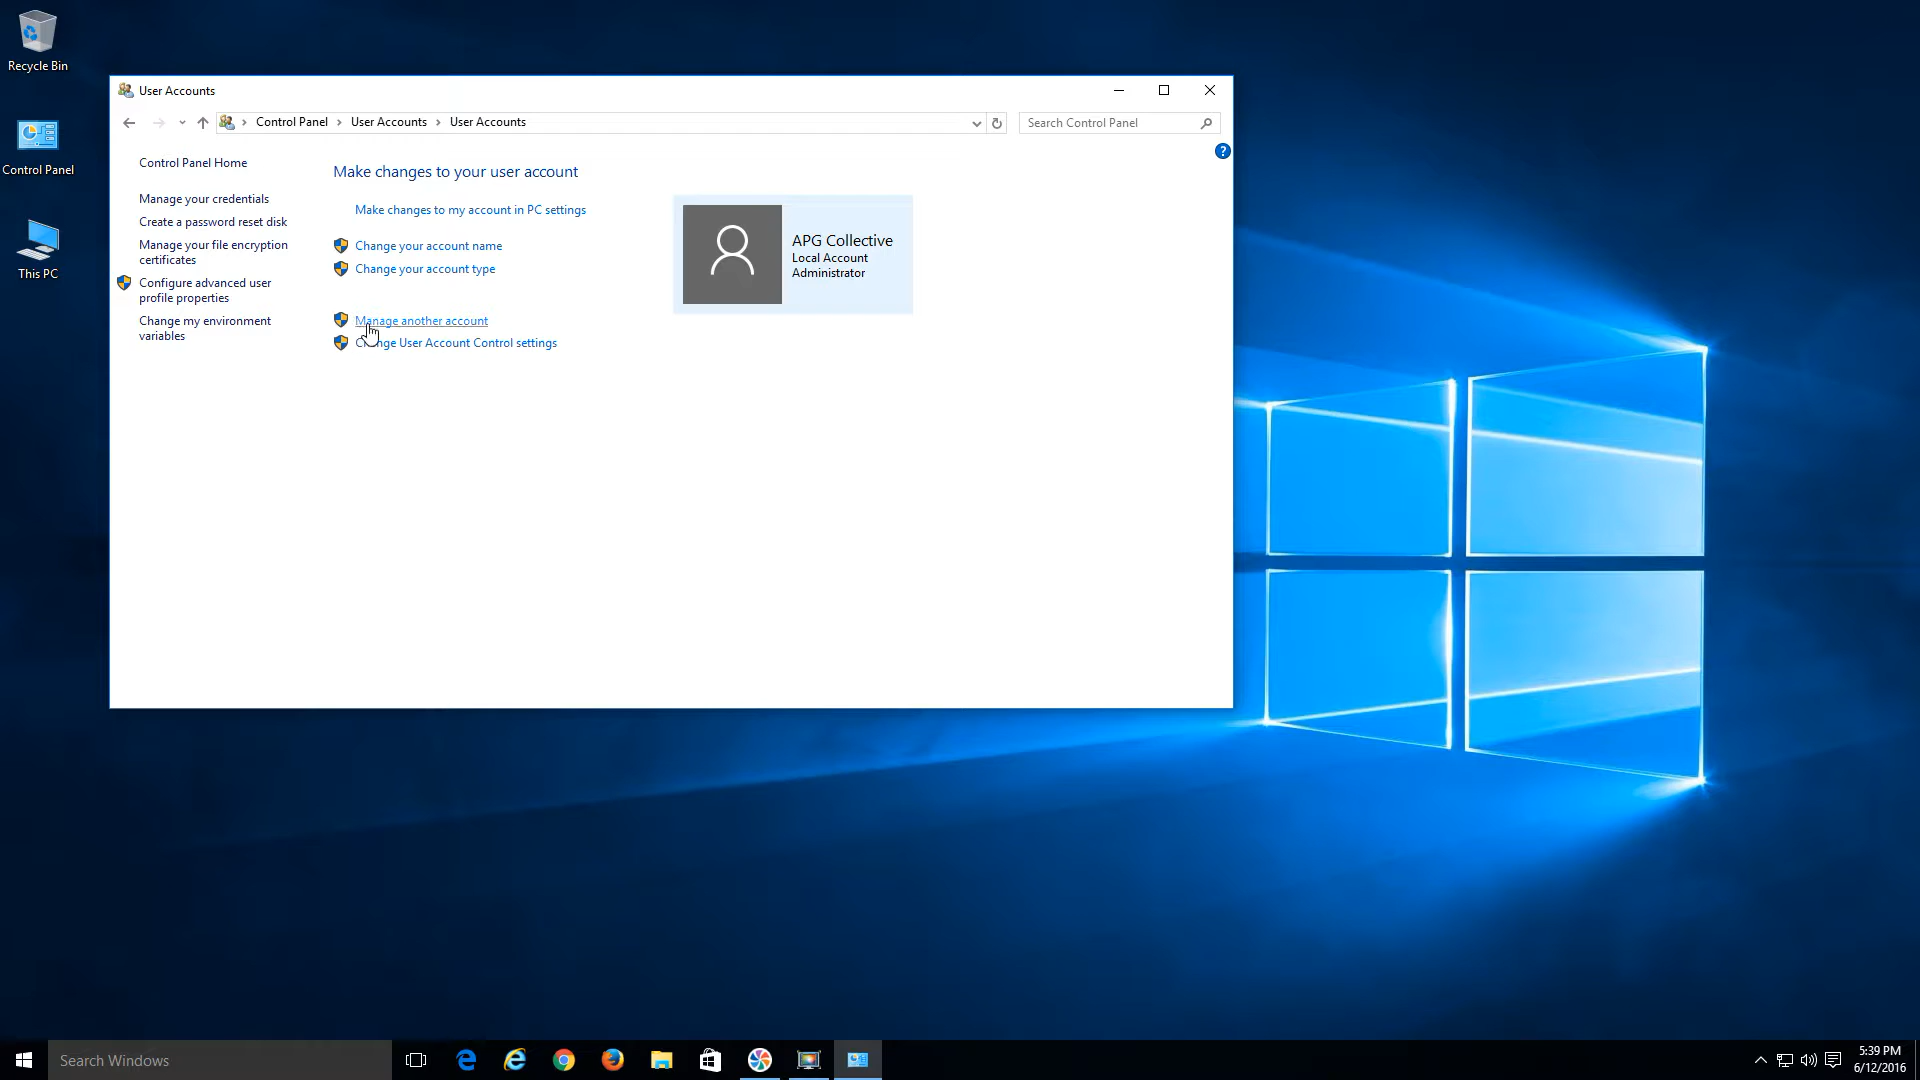 Recycle Bin
Control Panel
This PC
User Accounts
Control Panel > User Accounts > User Accounts
Search Control Panel
Control Panel Home
Manage your credentials
Create a password reset disk
Manage your file encryption
certificates
Configure advanced user
profile properties
Change my environment
variables
Make changes to your user account
Make changes to my account in PC settings
Change your account name
Change your account type
Manage another account
Change User Account Control settings
APG Collective
Local Account
Administrator
Search Windows
5:39 PM
6/12/2016